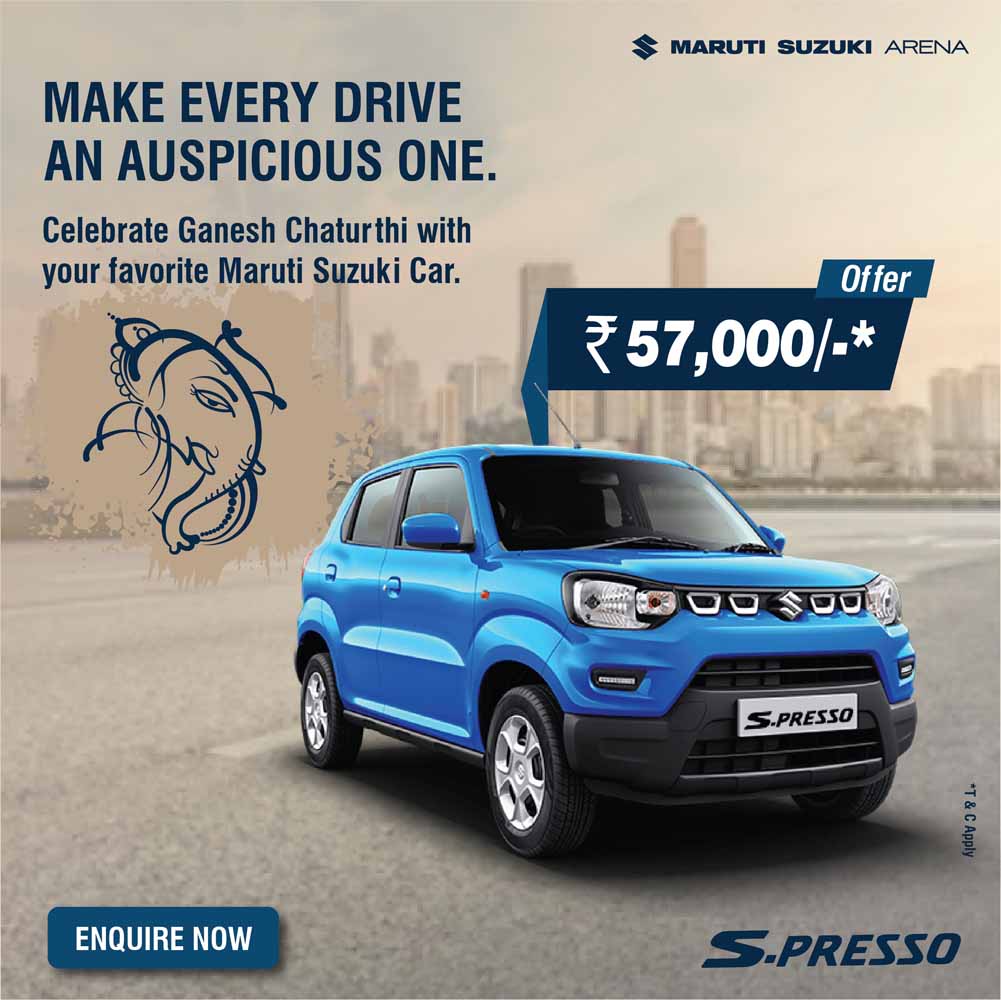 MARUTI SUZUKI ARENA
MAKE EVERY DRIVE
AN AUSPICIOUS ONE.
Celebrate Ganesh Chaturthi with
your favorite Maruti Suzuki Car.
Offer
₹ 57,000/-*
S.PRESSO
*T & C Apply
ENQUIRE NOW
S.PRESSO